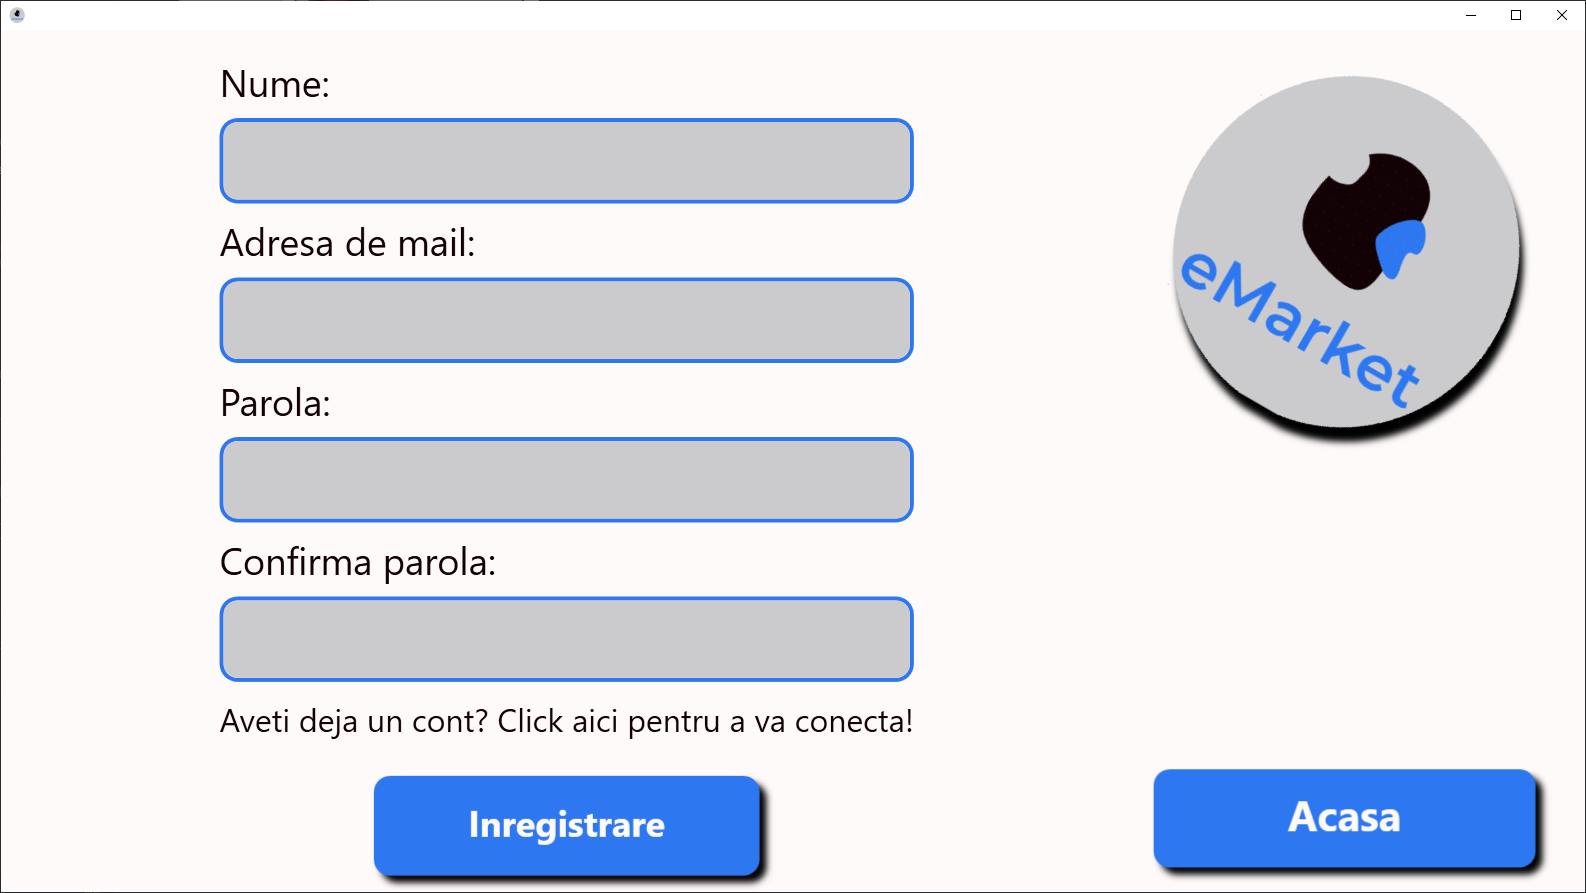 Nume:
Adresa de mail:
Parola:
Confirma parola:
Aveti deja un cont? Click aici pentru a va conecta!
Inregistrare
eMarket
Acasa